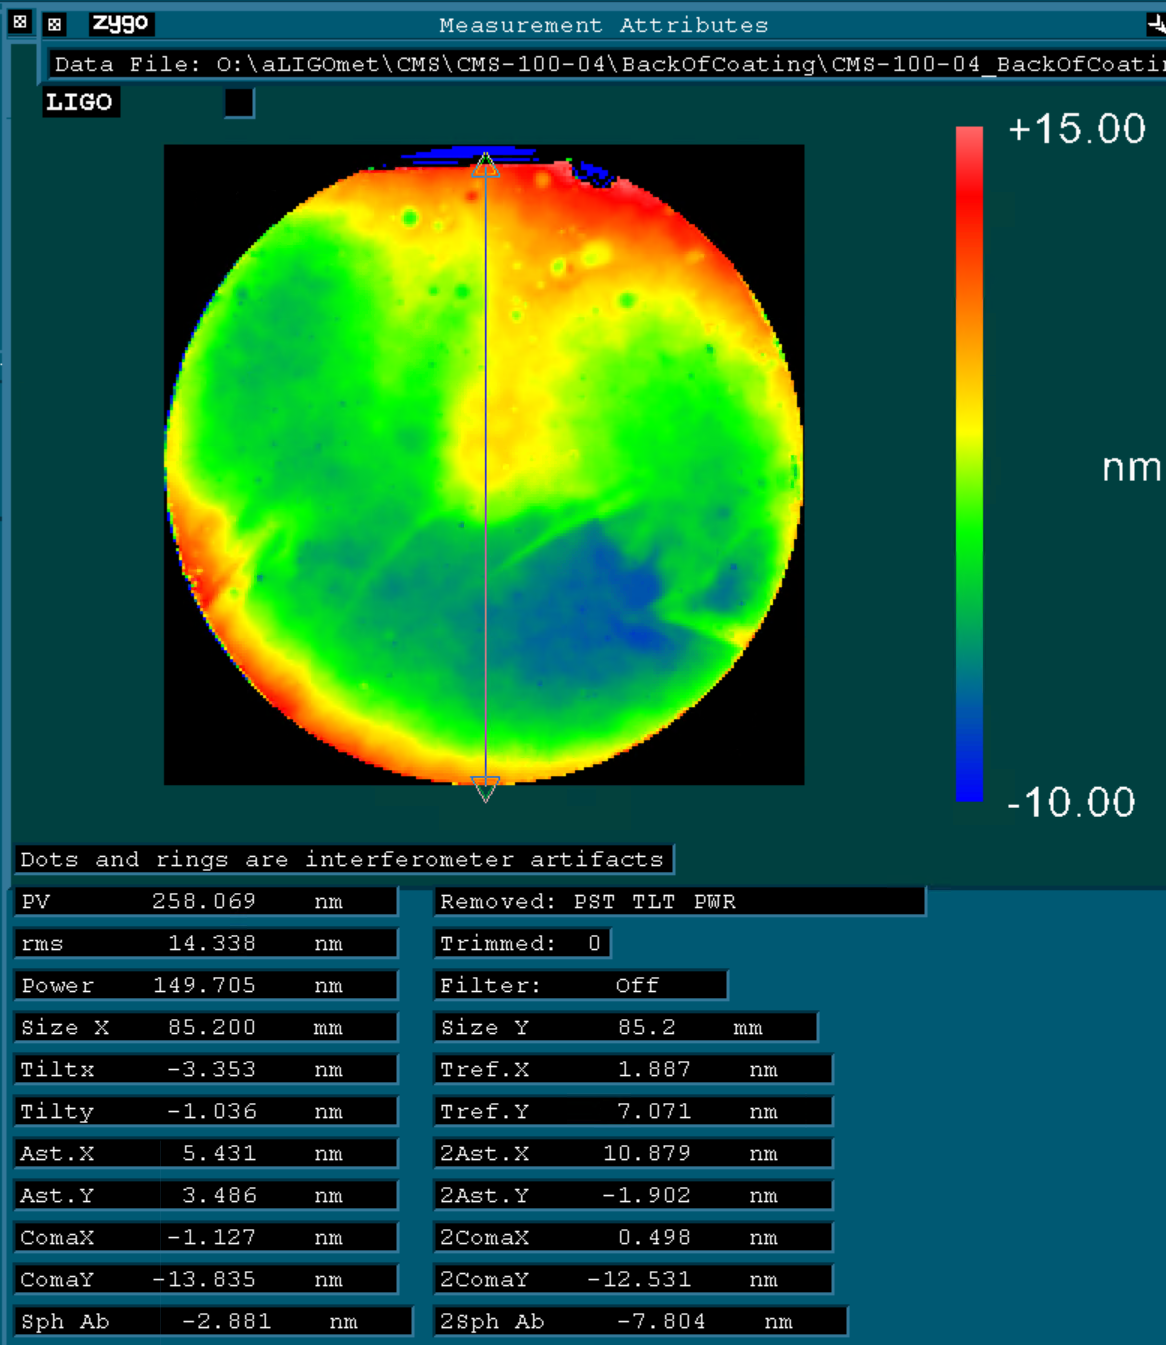 zygo Measurement Attributes
Data File: O:\aLIGOmet\CMS\CMS-100-04\BackOfCoating\CMS-100-04_BackOfCoatin
LIGO
+15.00
nm
-10.00
Dots and rings are interferometer artifacts
PV 258.069 nm Removed: PST TLT PWR
rms 14.338 nm Trimmed: 0
Power 149.705 nm Filter: Off
Size X 85.200 mm Size Y 85.2 mm
Tiltx -3.353 nm Tref.X 1.887 nm
Tilty -1.036 nm Tref.Y 7.071 nm
Ast.X 5.431 nm 2Ast.X 10.879 nm
Ast.Y 3.486 nm 2Ast.Y -1.902 nm
ComaX -1.127 nm 2ComaX 0.498 nm
ComaY -13.835 nm 2ComaY -12.531 nm
Sph Ab -2.881 nm 2Sph Ab -7.804 nm